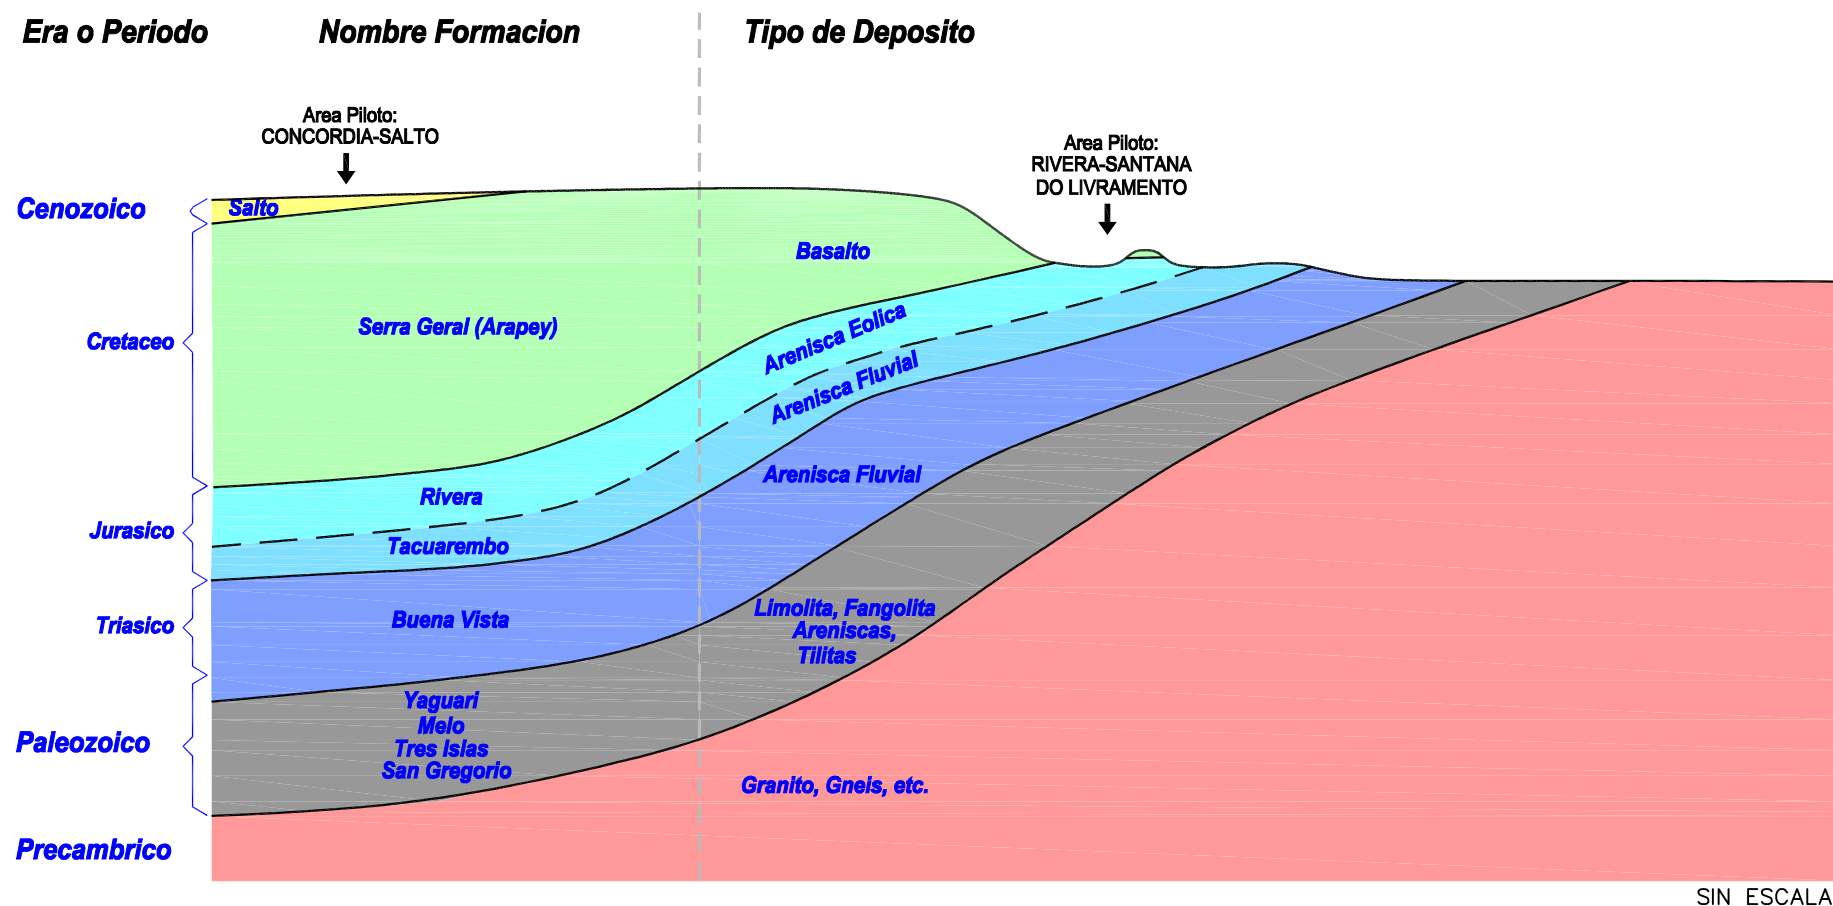 Era o Periodo
Nombre Formacion
Tipo de Deposito
Area Piloto:
CONCORDIA-SALTO
Area Piloto:
RIVERA-SANTANA
DO LIVRAMENTO
Cenozoico
Salto
Basalto
Serra Geral (Arapey)
Cretaceo
Arenisca Eolica
Arenisca Fluvial
Rivera
Arenisca Fluvial
Jurasico
Tacuarembo
Triasico
Buena Vista
Limolita, Fangolita
Areniscas,
Tilitas
Paleozoico
Yaguari
Melo
Tres Islas
San Gregorio
Granito, Gneis, etc.
Precambrico
SIN ESCALA